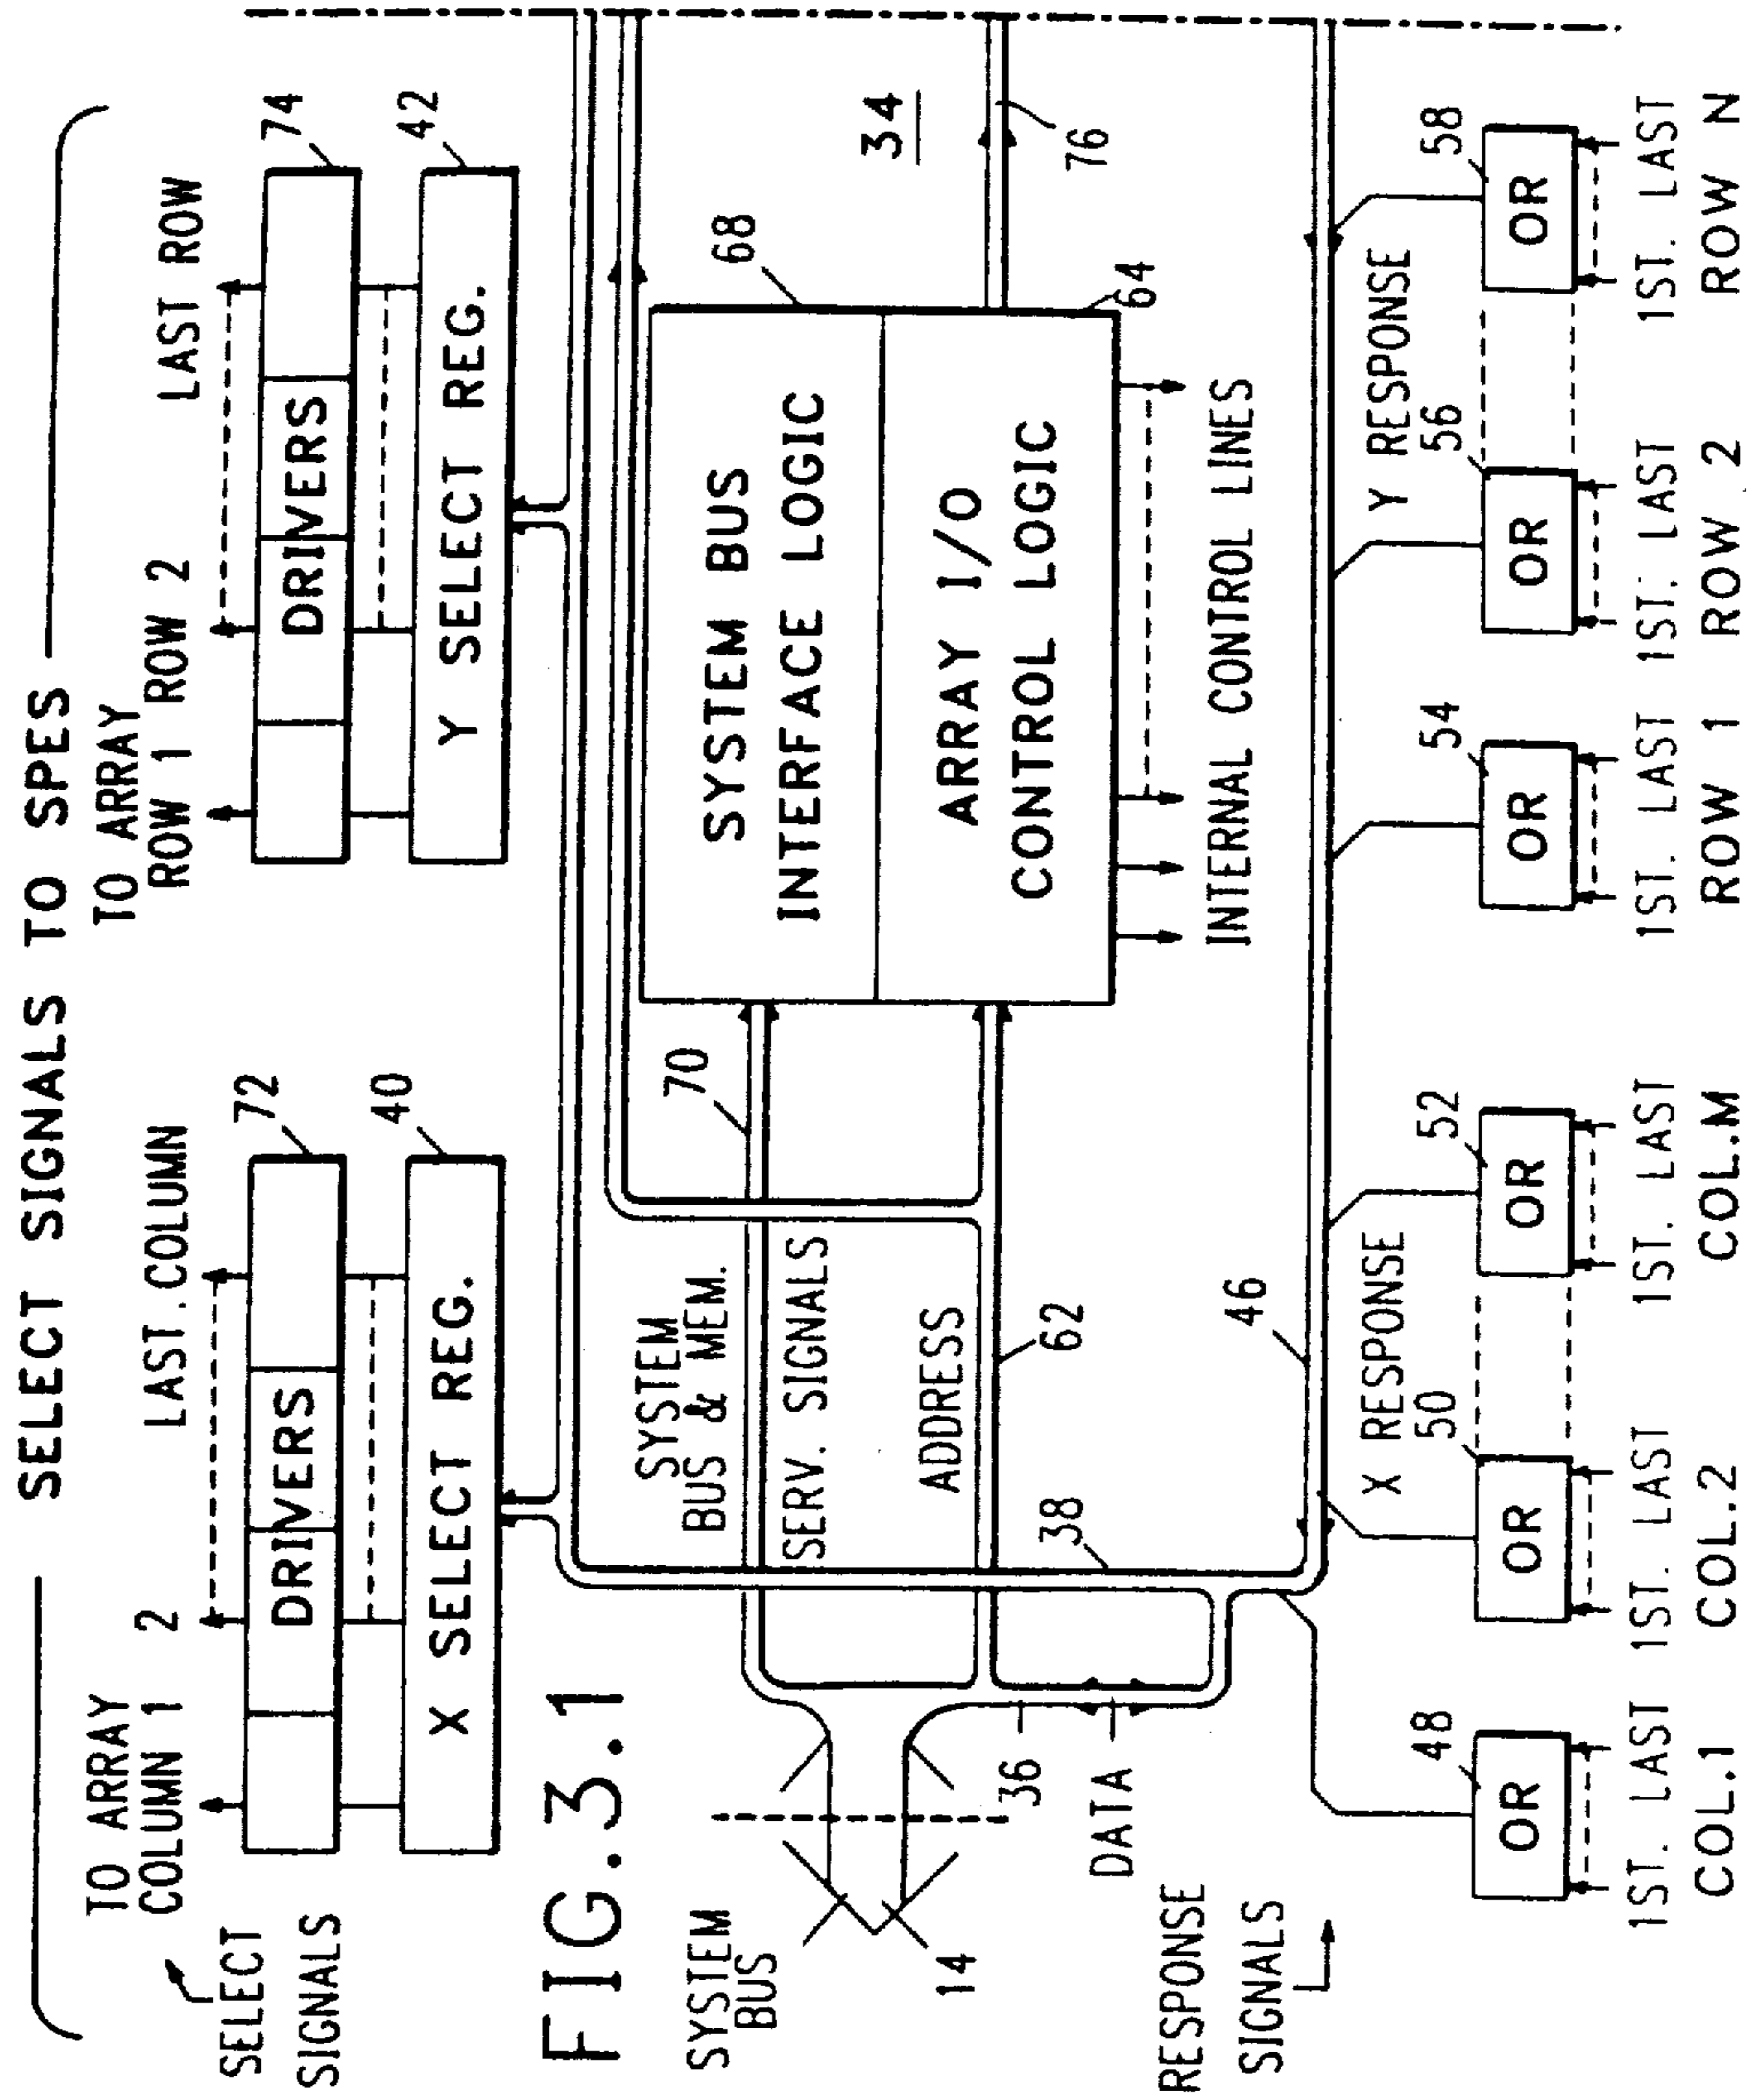 SELECT SIGNALS TO SPES
TO ARRAY
COLUMN 1 2 LAST. COLUMN
72
DRIVERS
40
X SELECT REG.
SELECT
SIGNALS
TO ARRAY
ROW 1 ROW 2 LAST ROW
74
DRIVERS
42
Y SELECT REG.
FIG. 3.1
SYSTEM
BUS
14
SYSTEM
BUS & MEM.
SERV. SIGNALS
70
ADDRESS
62
36
DATA
38
46
68
SYSTEM BUS
INTERFACE LOGIC
ARRAY I/O
CONTROL LOGIC
64
INTERNAL CONTROL LINES
34
76
RESPONSE
SIGNALS
X RESPONSE
Y RESPONSE
48
OR
50
OR
52
OR
54
OR
56
OR
58
OR
1ST. LAST 1ST. LAST 1ST. LAST 1ST. LAST 1ST. LAST 1ST. LAST
COL.1 COL.2 COL.M ROW 1 ROW 2 ROW N